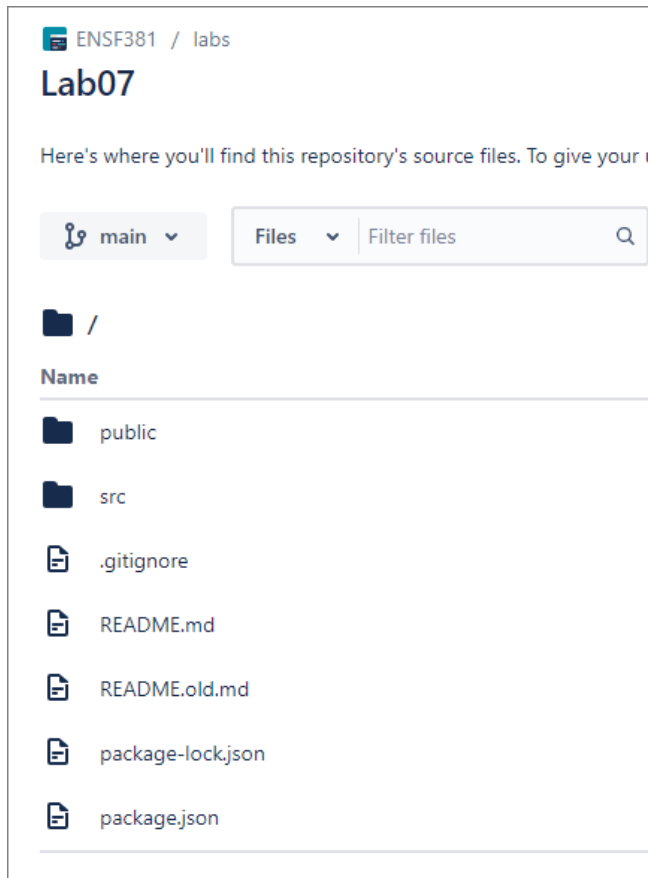 ENSF381 / labs
Lab07
Here's where you'll find this repository's source files. To give your
main
Files Filter files
/
Name
public
src
.gitignore
README.md
README.old.md
package-lock.json
package.json